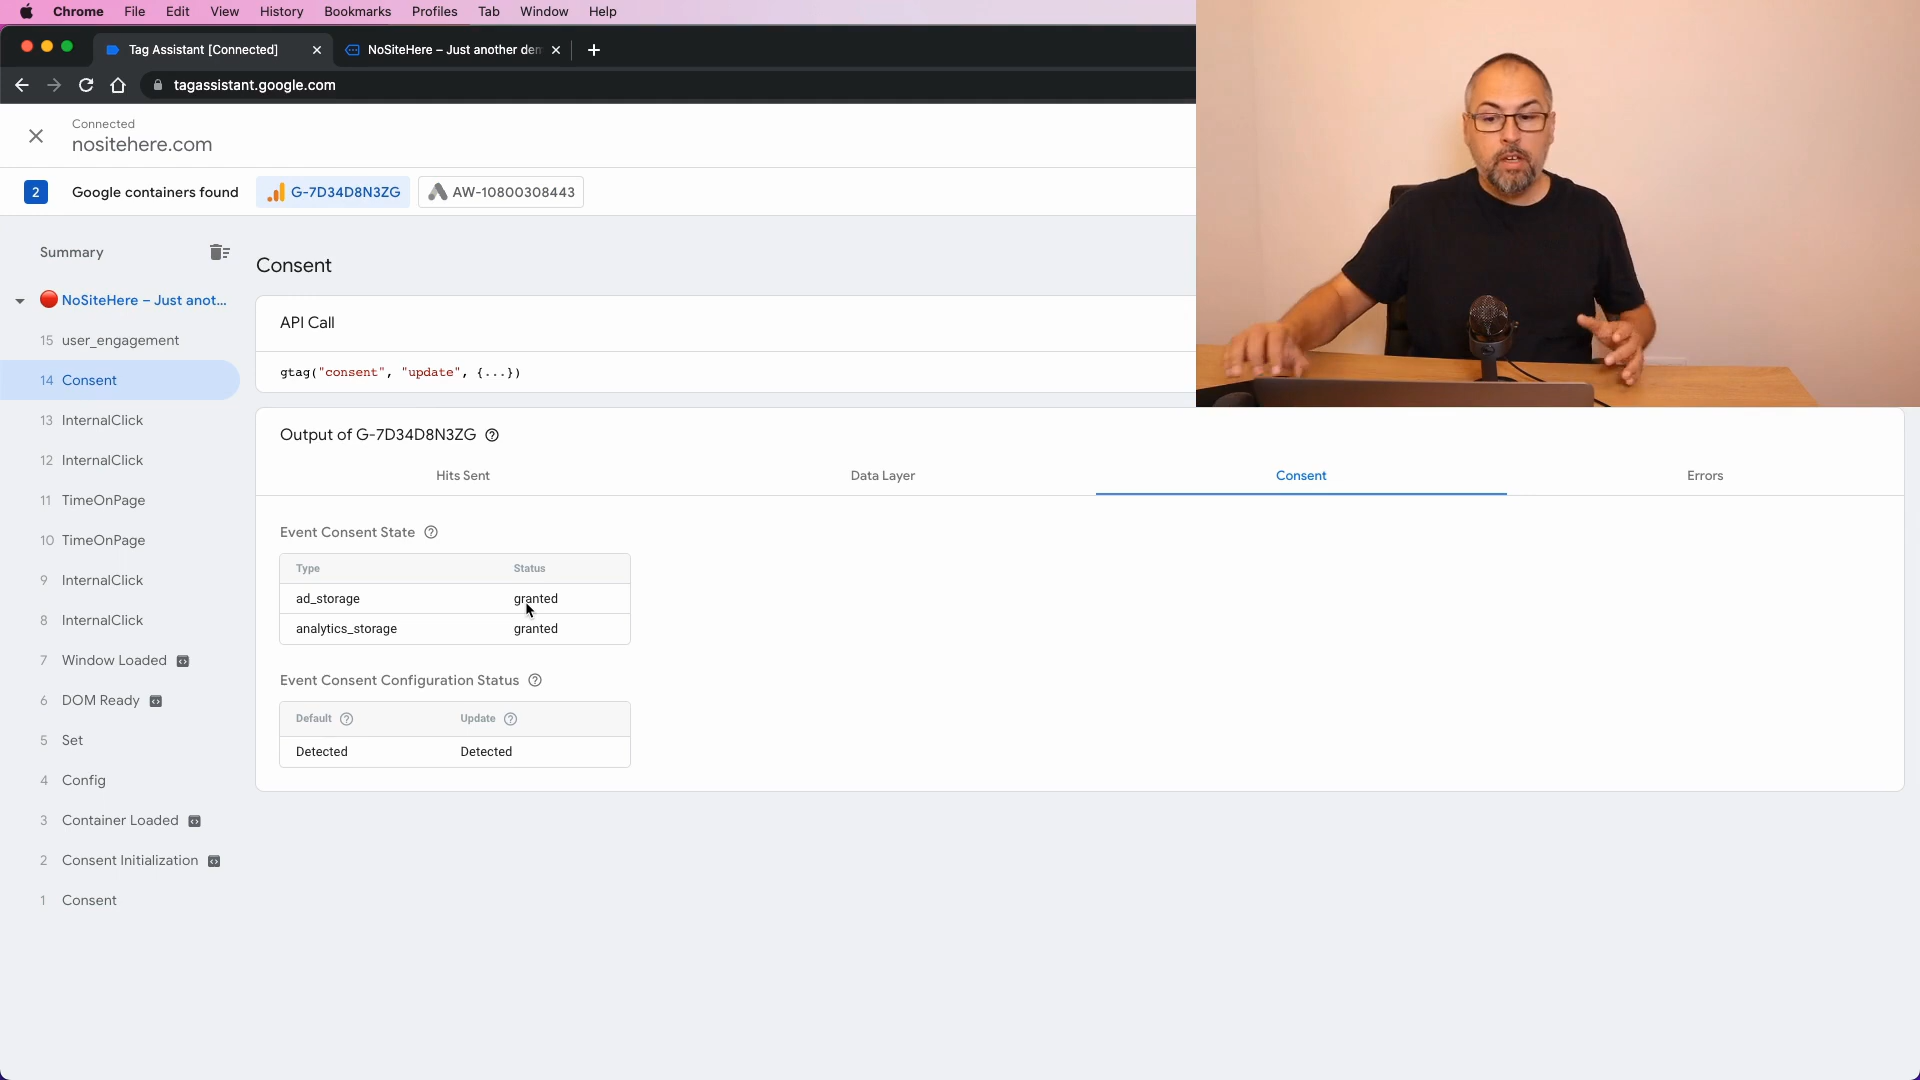 Chrome File Edit View History Bookmarks Profiles Tab Window Help
Tag Assistant [Connected] NoSiteHere – Just another den
tagassistant.google.com
Connected
nositehere.com
2 Google containers found G-7D34D8N3ZG AW-10800308443
Summary
NoSiteHere – Just anot...
15 user_engagement
14 Consent
13 InternalClick
12 InternalClick
11 TimeOnPage
10 TimeOnPage
9 InternalClick
8 InternalClick
7 Window Loaded
6 DOM Ready
5 Set
4 Config
3 Container Loaded
2 Consent Initialization
1 Consent
Consent
API Call
gtag("consent", "update", {...})
Output of G-7D34D8N3ZG
Hits Sent Data Layer Consent Errors
Event Consent State
Type Status
ad_storage granted
analytics_storage granted
Event Consent Configuration Status
Default Update
Detected Detected